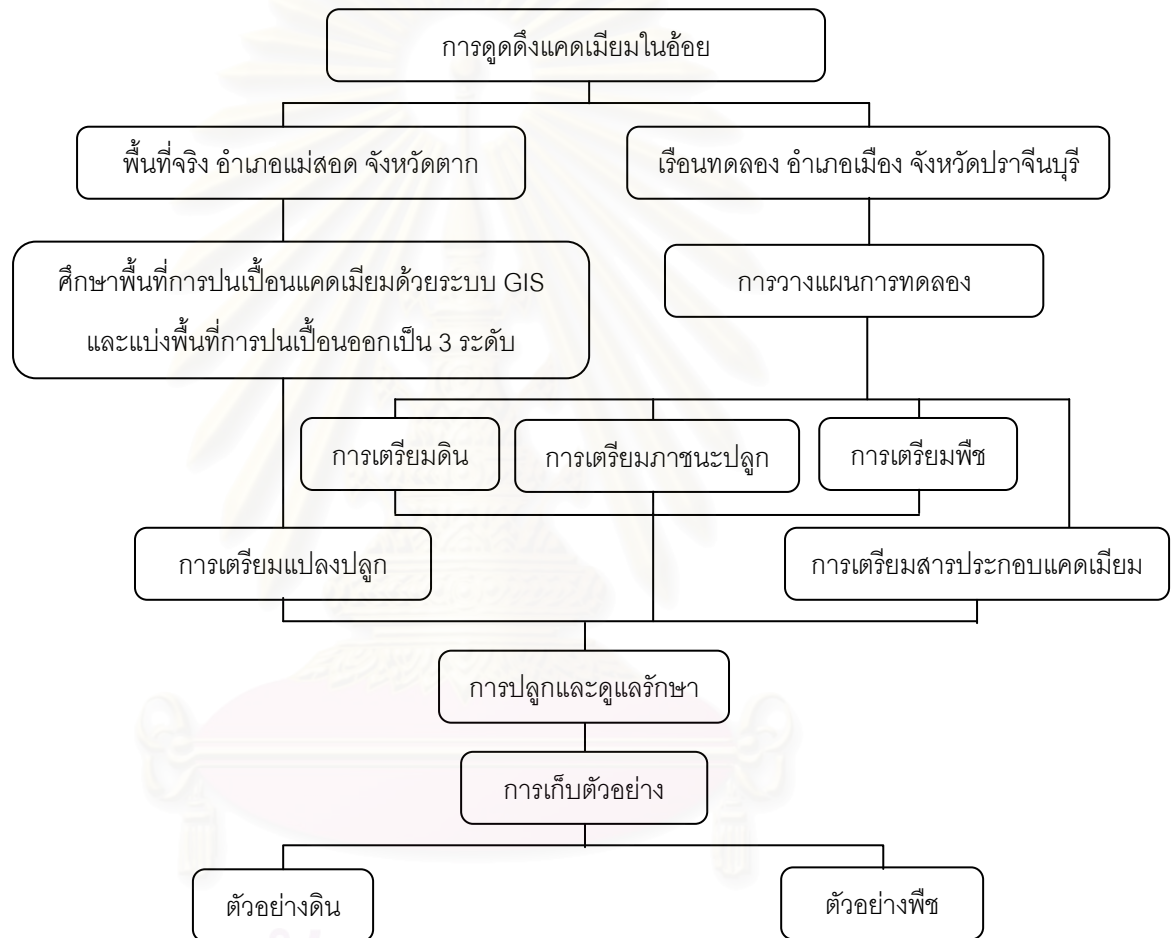 การดูดดึงแคดเมียมในอ้อย
พื้นที่จริง อำเภอแม่สอด จังหวัดตาก
เรือนทดลอง อำเภอเมือง จังหวัดปราจีนบุรี
ศึกษาพื้นที่การปนเปื้อนแคดเมียมด้วยระบบ GIS
และแบ่งพื้นที่การปนเปื้อนออกเป็น 3 ระดับ
การวางแผนการทดลอง
การเตรียมดิน
การเตรียมภาชนะปลูก
การเตรียมพืช
การเตรียมแปลงปลูก
การเตรียมสารประกอบแคดเมียม
การปลูกและดูแลรักษา
การเก็บตัวอย่าง
ตัวอย่างดิน
ตัวอย่างพืช